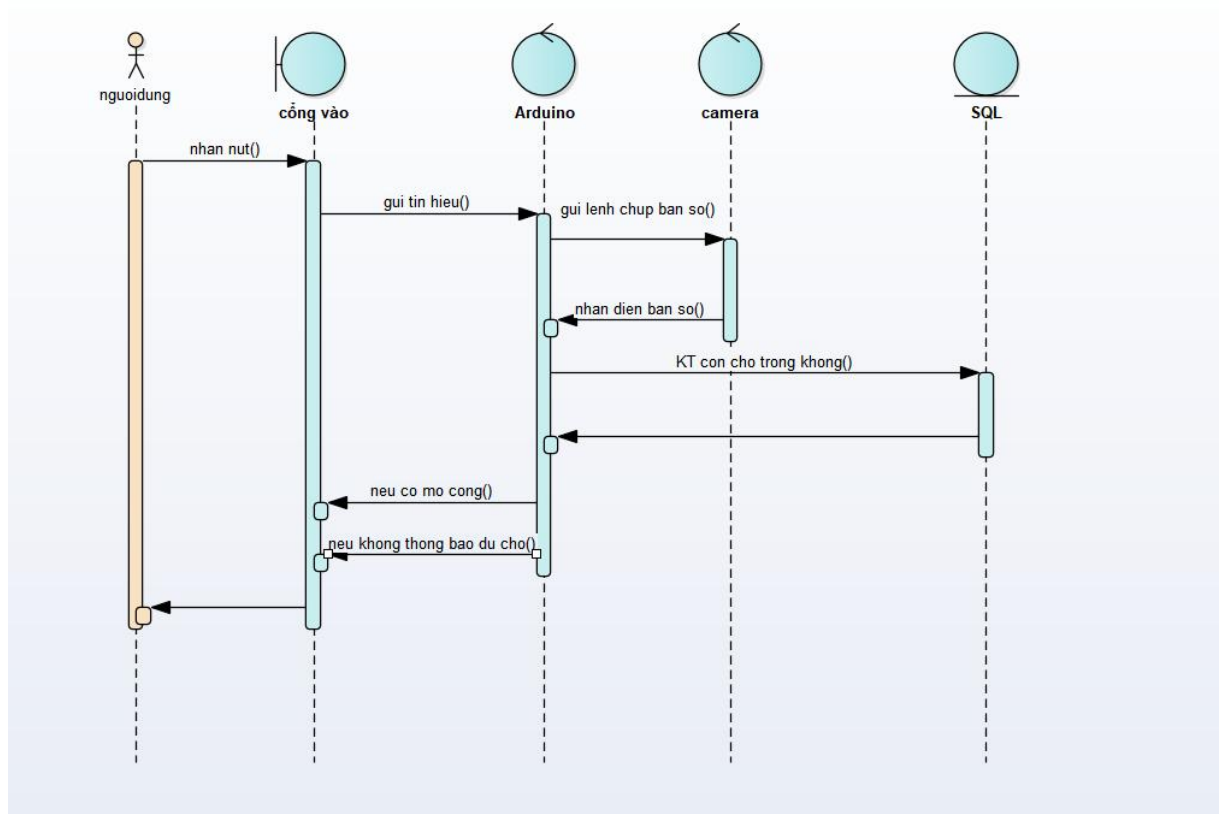 nguoidung
cổng vào
Arduino
camera
SQL
nhan nut()
gui tin hieu()
gui lenh chup ban so()
nhan dien ban so()
KT con cho trong khong()
neu co mo cong()
neu khong thong bao du cho()